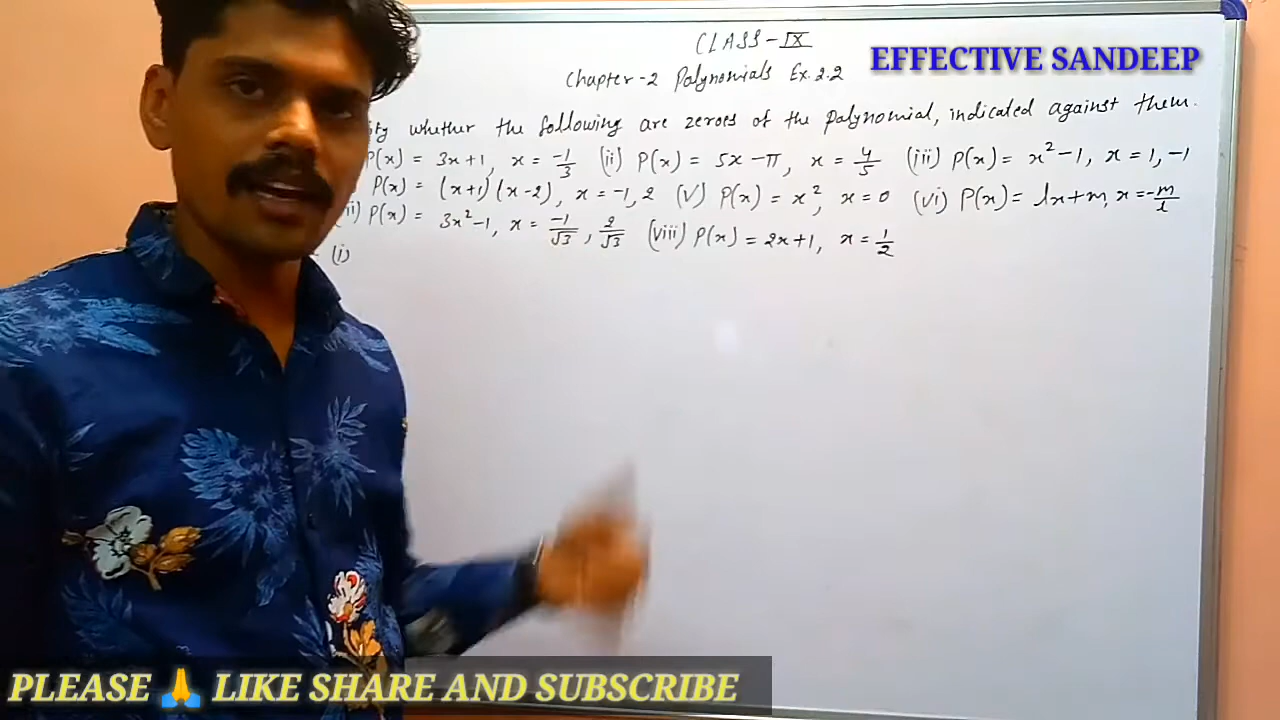 CLASS-IX
EFFECTIVE SANDEEP
Chapter-2 Polynomials Ex.2.2
whether the following are zeroes of the polynomial, indicated against them.
P(x) = 3x+1, x = -1/3 (ii) P(x) = 5x-π, x = 4/5 (iii) P(x) = x²-1, x = 1, -1
P(x) = (x+1)(x-2), x = -1, 2 (v) P(x) = x², x = 0 (vi) P(x) = lx+m, x = -m/l
P(x) = 3x²-1, x = -1/√3, 2/√3 (viii) P(x) = 2x+1, x = 1/2
(i)
PLEASE 🙏 LIKE SHARE AND SUBSCRIBE